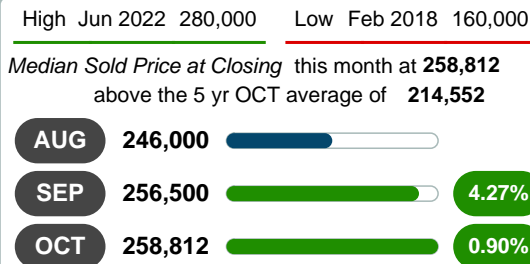 High Jun 2022 280,000 Low Feb 2018 160,000
Median Sold Price at Closing this month at 258,812
above the 5 yr OCT average of 214,552
AUG 246,000
SEP 256,500 4.27%
OCT 258,812 0.90%